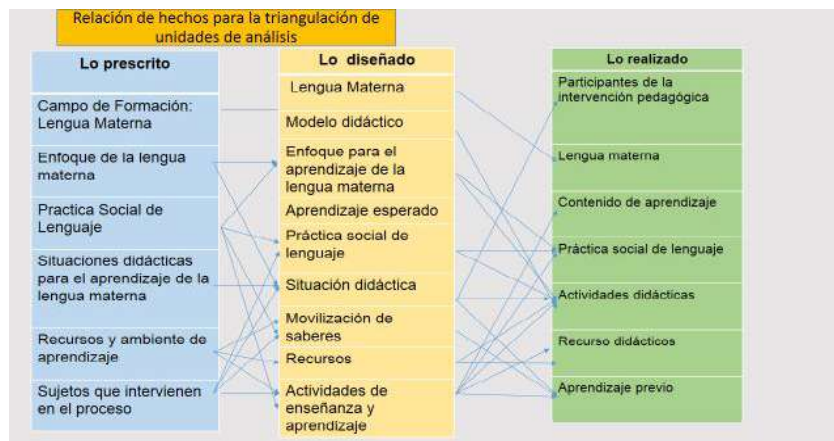 Relación de hechos para la triangulación de
unidades de análisis
Lo prescrito
Campo de Formación:
Lengua Materna
Enfoque de la lengua
materna
Practica Social de
Lenguaje
Situaciones didácticas
para el aprendizaje de la
lengua materna
Recursos y ambiente de
aprendizaje
Sujetos que intervienen
en el proceso
Lo diseñado
Lengua Materna
Modelo didáctico
Enfoque para el
aprendizaje de la
lengua materna
Aprendizaje esperado
Práctica social de
lenguaje
Situación didáctica
Movilización de
saberes
Recursos
Actividades de
enseñanza y
aprendizaje
Lo realizado
Participantes de la
intervención pedagógica
Lengua materna
Contenido de aprendizaje
Práctica social de lenguaje
Actividades didácticas
Recurso didácticos
Aprendizaje previo